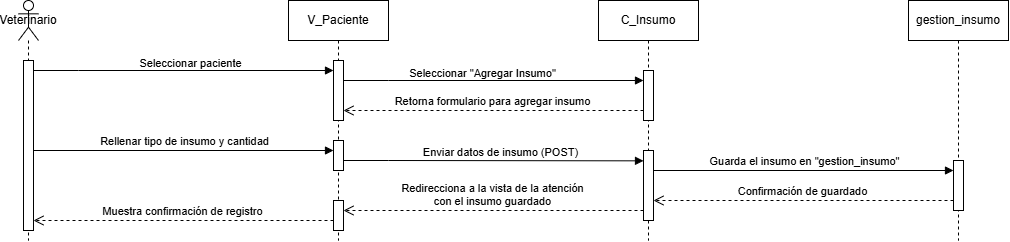 Veterinario
V_Paciente
C_Insumo
gestion_insumo
Seleccionar paciente
Seleccionar "Agregar Insumo"
Retorna formulario para agregar insumo
Rellenar tipo de insumo y cantidad
Enviar datos de insumo (POST)
Guarda el insumo en "gestion_insumo"
Confirmación de guardado
Redirecciona a la vista de la atención
con el insumo guardado
Muestra confirmación de registro